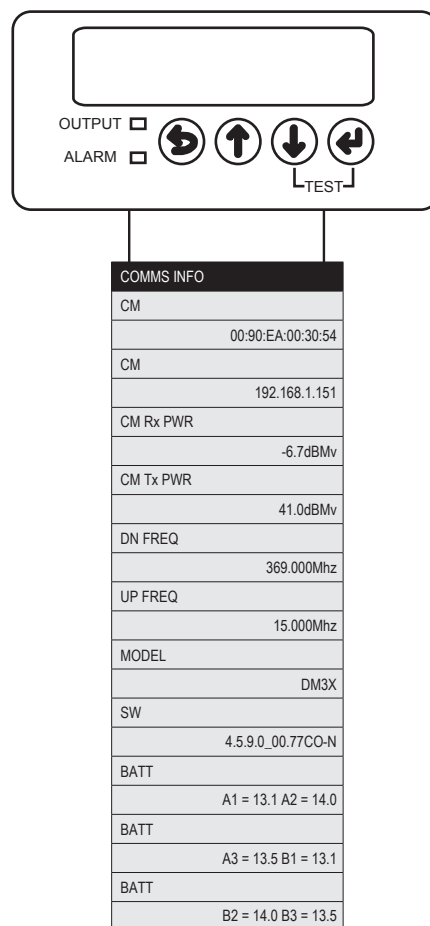 OUTPUT
ALARM
TEST
COMMS INFO
CM
00:90:EA:00:30:54
CM
192.168.1.151
CM Rx PWR
-6.7dBMv
CM Tx PWR
41.0dBMv
DN FREQ
369.000Mhz
UP FREQ
15.000Mhz
MODEL
DM3X
SW
4.5.9.0_00.77CO-N
BATT
A1 = 13.1 A2 = 14.0
BATT
A3 = 13.5 B1 = 13.1
BATT
B2 = 14.0 B3 = 13.5